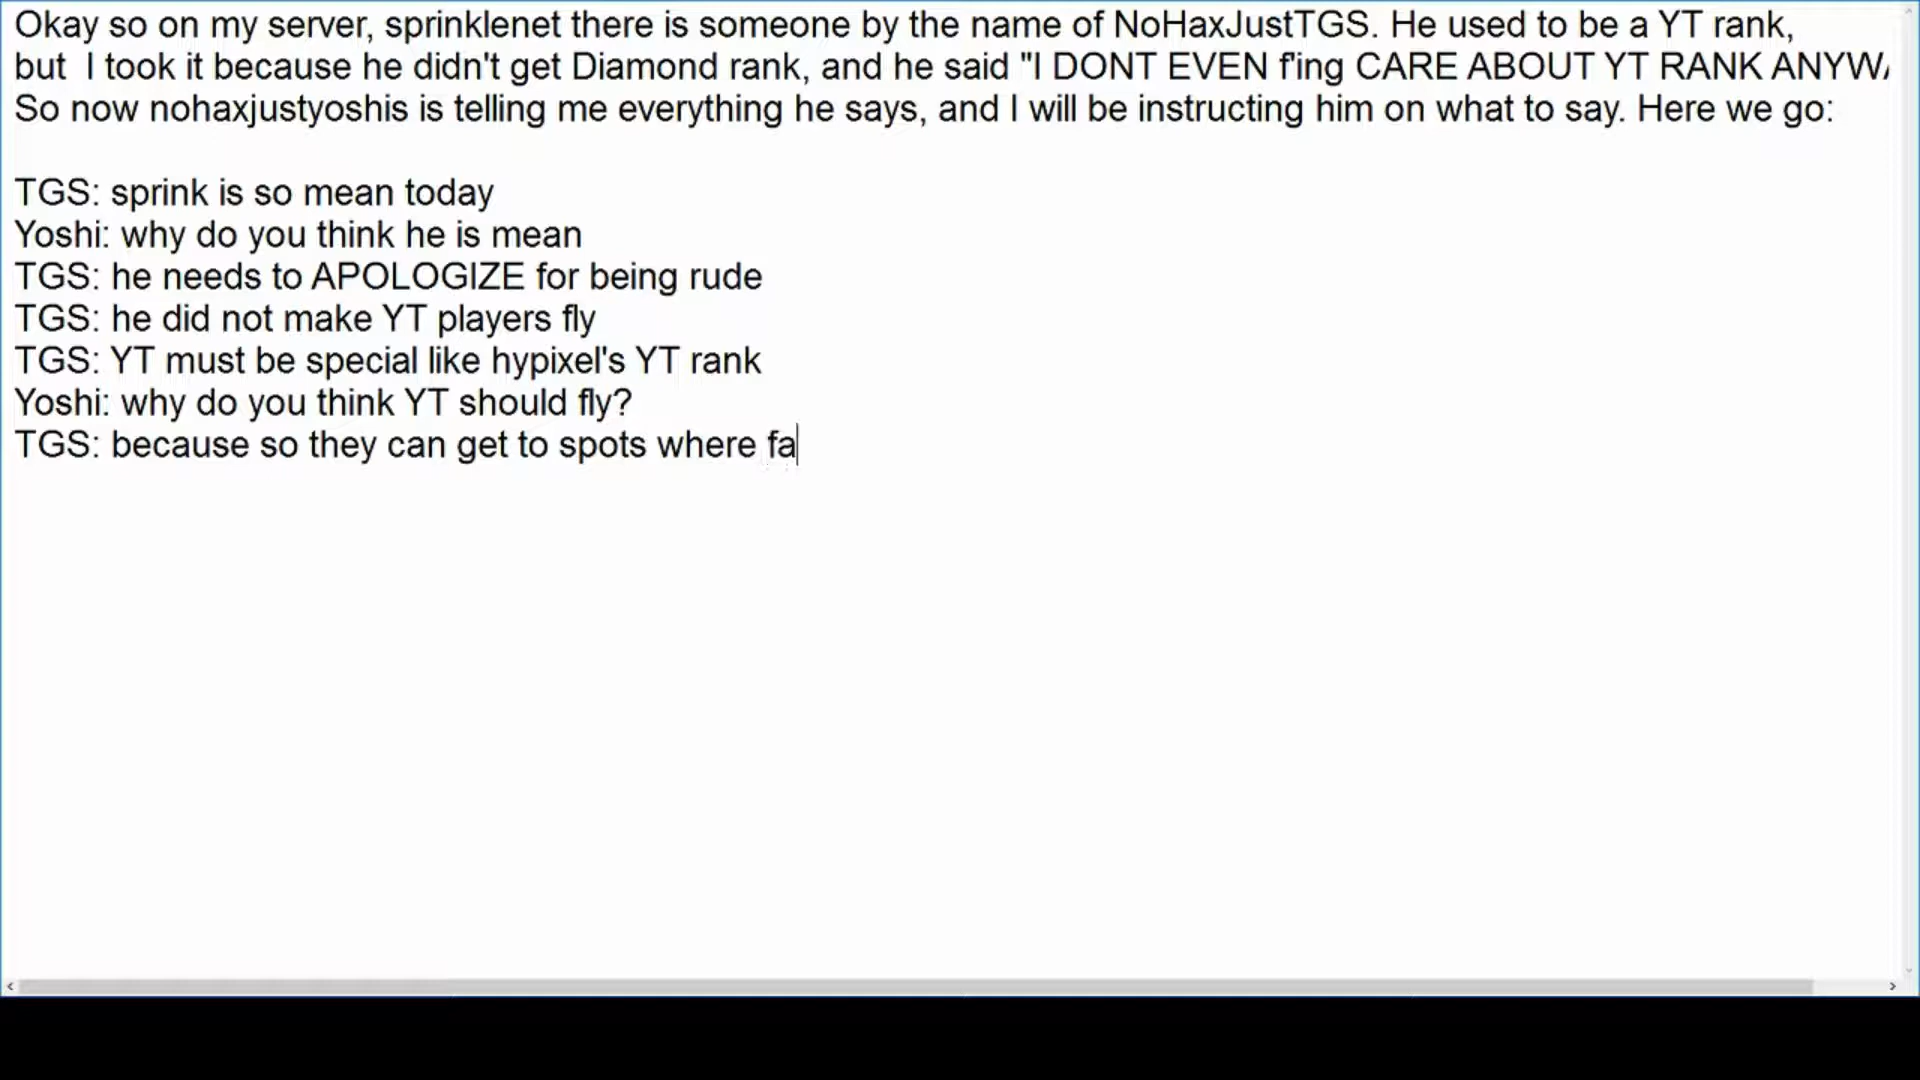 Okay so on my server, sprinklenet there is someone by the name of NoHaxJustTGS. He used to be a YT rank,
but  I took it because he didn't get Diamond rank, and he said "I DONT EVEN f'ing CARE ABOUT YT RANK
So now nohaxjustyoshis is telling me everything he says, and I will be instructing him on what to say. Here we go:
TGS: sprink is so mean today
Yoshi: why do you think he is mean
TGS: he needs to APOLOGIZE for being rude
TGS: he did not make YT players fly
TGS: YT must be special like hypixel's YT rank
Yoshi: why do you think YT should fly?
TGS: because so they can get to spots where fa